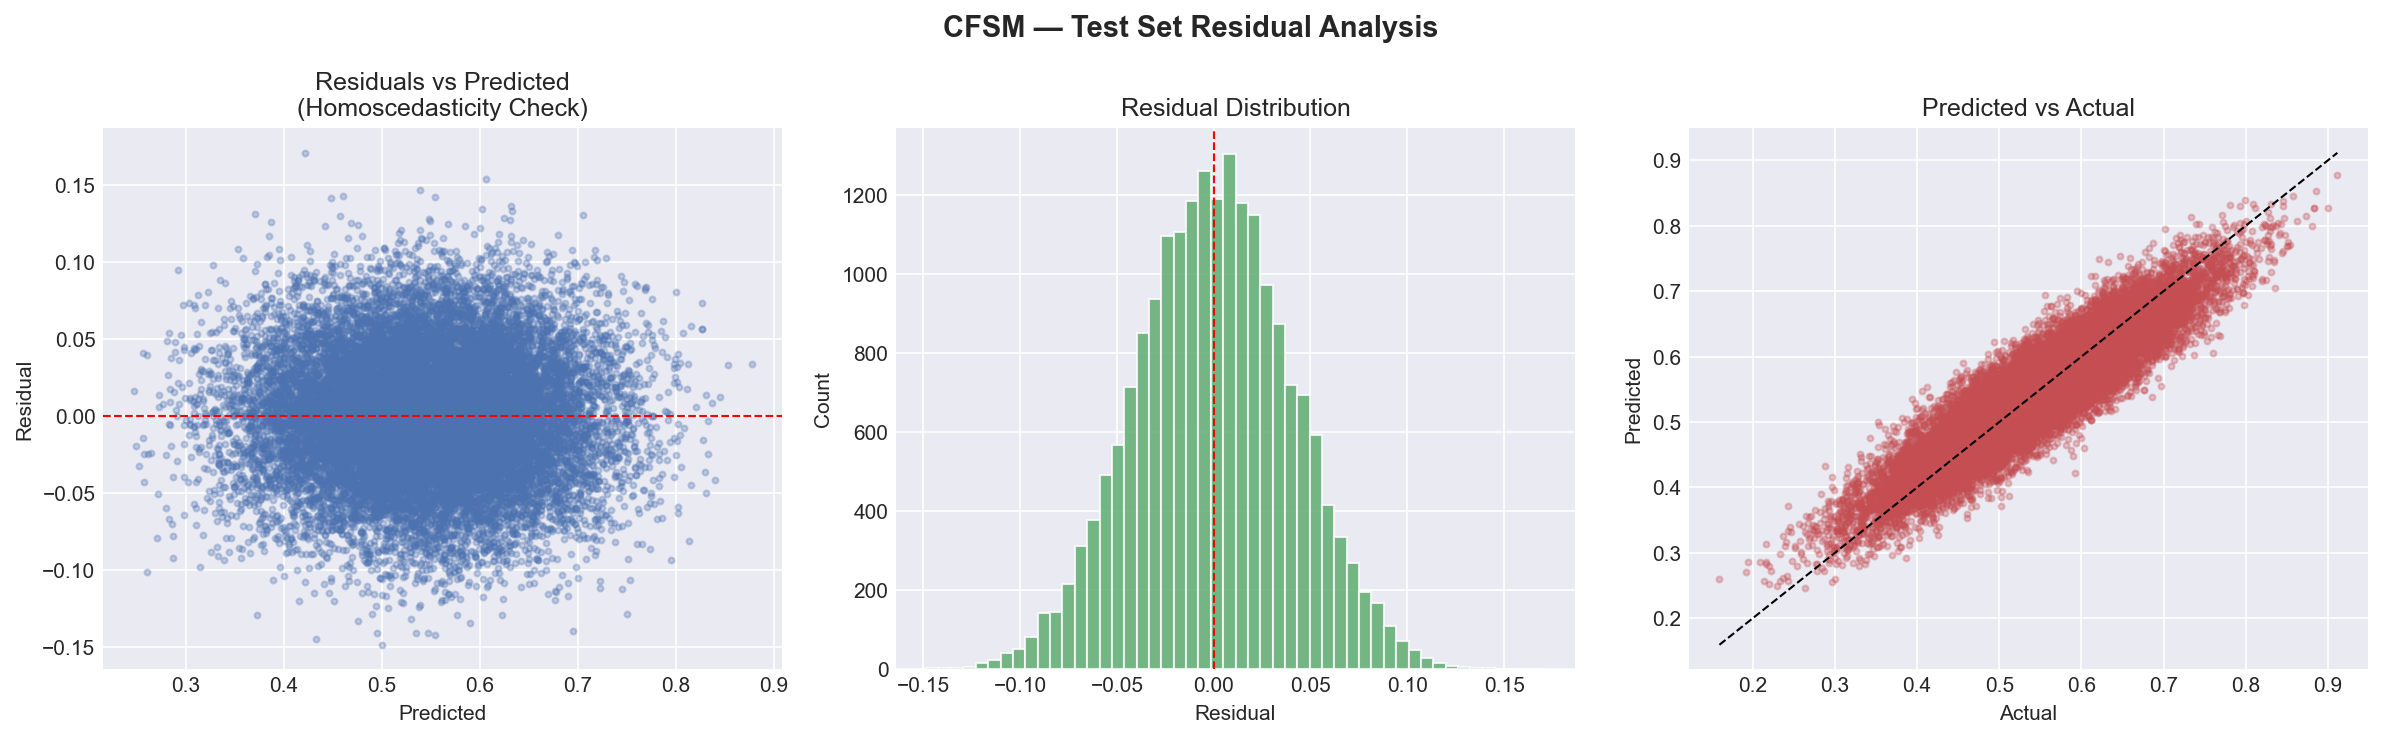 CFSM — Test Set Residual Analysis
Residuals vs Predicted
(Homoscedasticity Check)
Residual
0.15
0.10
0.05
0.00
−0.05
−0.10
−0.15
0.3 0.4 0.5 0.6 0.7 0.8 0.9
Predicted
Residual Distribution
Count
1200
1000
800
600
400
200
0
−0.15 −0.10 −0.05 0.00 0.05 0.10 0.15
Residual
Predicted vs Actual
Predicted
0.9
0.8
0.7
0.6
0.5
0.4
0.3
0.2
0.2 0.3 0.4 0.5 0.6 0.7 0.8 0.9
Actual